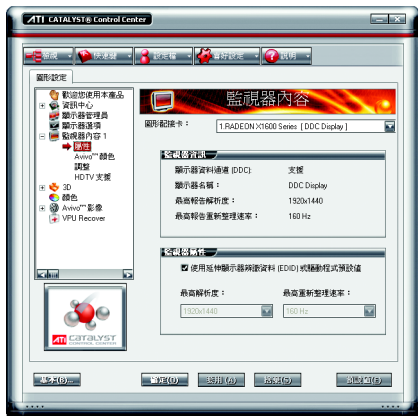 ATI CATALYST® Control Center
檢視
快速鍵
設定檔
喜好設定
說明
圖形設定
歡迎您使用本產品
資訊中心
顯示器管理員
顯示器選項
監視器內容 1
屬性
Avivo™ 顏色
調整
HDTV 支援
3D
顏色
Avivo™ 影像
VPU Recover
監視器內容
圖形配接卡：
1.RADEON X1600 Series [ DDC Display ]
監視器資訊
顯示器資料通道 (DDC): 支援
顯示器名稱： DDC Display
最高報告解析度： 1920x1440
最高報告重新整理速率： 160 Hz
監視器屬性
使用延伸顯示器辨識資料 (EDID) 或驅動程式預設值
最高解析度： 最高重新整理速率：
1920x1440 160 Hz
ATI CATALYST
CONTROL CENTER
基本(B)...
確定(O)
套用(A)
捨棄(S)
預設值(F)